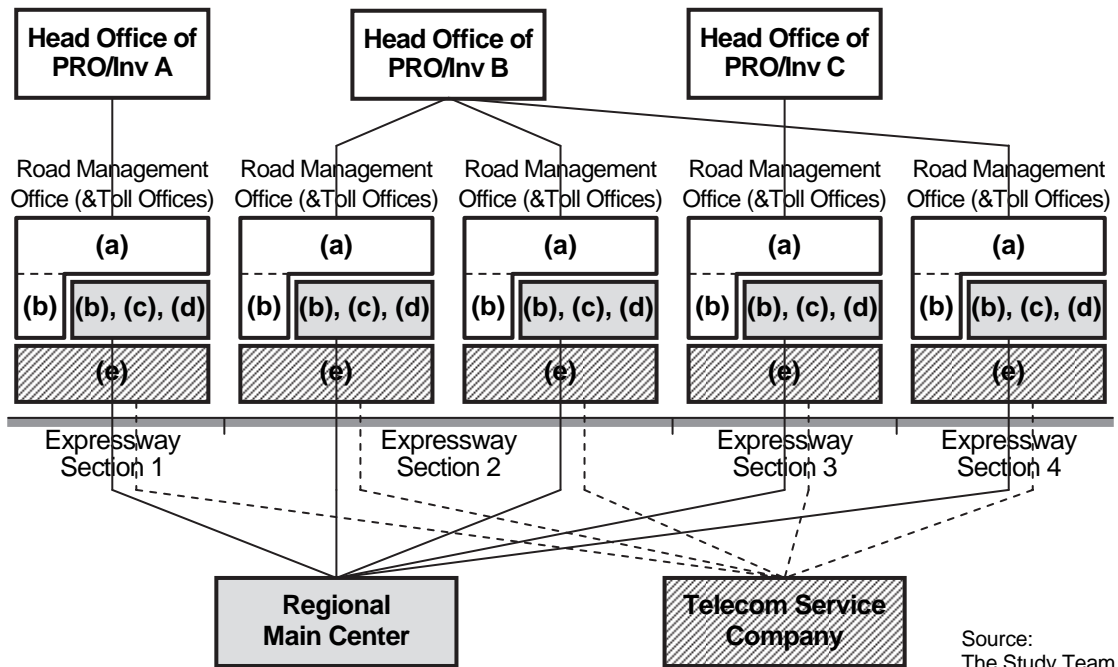 Head Office of
PRO/Inv A
Head Office of
PRO/Inv B
Head Office of
PRO/Inv C
Road Management
Office (&Toll Offices)
Road Management
Office (&Toll Offices)
Road Management
Office (&Toll Offices)
Road Management
Office (&Toll Offices)
Road Management
Office (&Toll Offices)
(a)
(a)
(a)
(a)
(a)
(b)
(b), (c), (d)
(b)
(b), (c), (d)
(b)
(b), (c), (d)
(b)
(b), (c), (d)
(b)
(b), (c), (d)
(e)
(e)
(e)
(e)
(e)
Expressway
Section 1
Expressway
Section 2
Expressway
Section 3
Expressway
Section 4
Regional
Main Center
Telecom Service
Company
Source:
The Study Team